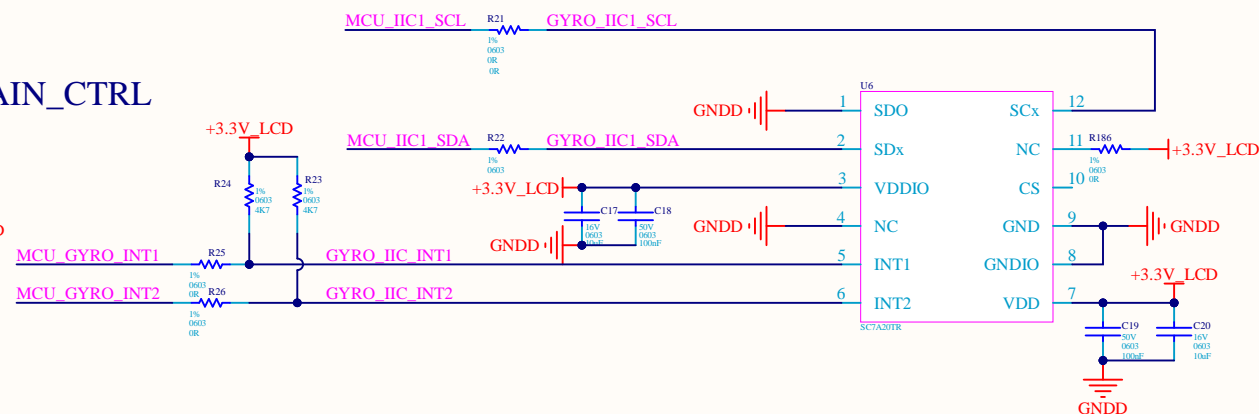 MCU_IIC1_SCL
R21
GYRO_IIC1_SCL
1%
0603
0R
0R
AIN_CTRL
+3.3V_LCD
R24
1%
0603
4K7
R23
1%
0603
4K7
MCU_IIC1_SDA
R22
GYRO_IIC1_SDA
1%
0603
+3.3V_LCD
C17
16V
0603
10uF
C18
50V
0603
100nF
GNDD
GNDD
GNDD
MCU_GYRO_INT1
R25
GYRO_IIC_INT1
1%
0603
0R
MCU_GYRO_INT2
R26
GYRO_IIC_INT2
1%
0603
0R
U6
1 SDO SCx 12
2 SDx NC 11
3 VDDIO CS 10
4 NC GND 9
5 INT1 GNDIO 8
6 INT2 VDD 7
SC7A20TR
R186
1%
0603
0R
+3.3V_LCD
GNDD
+3.3V_LCD
C19
50V
0603
100nF
C20
16V
0603
10uF
GNDD